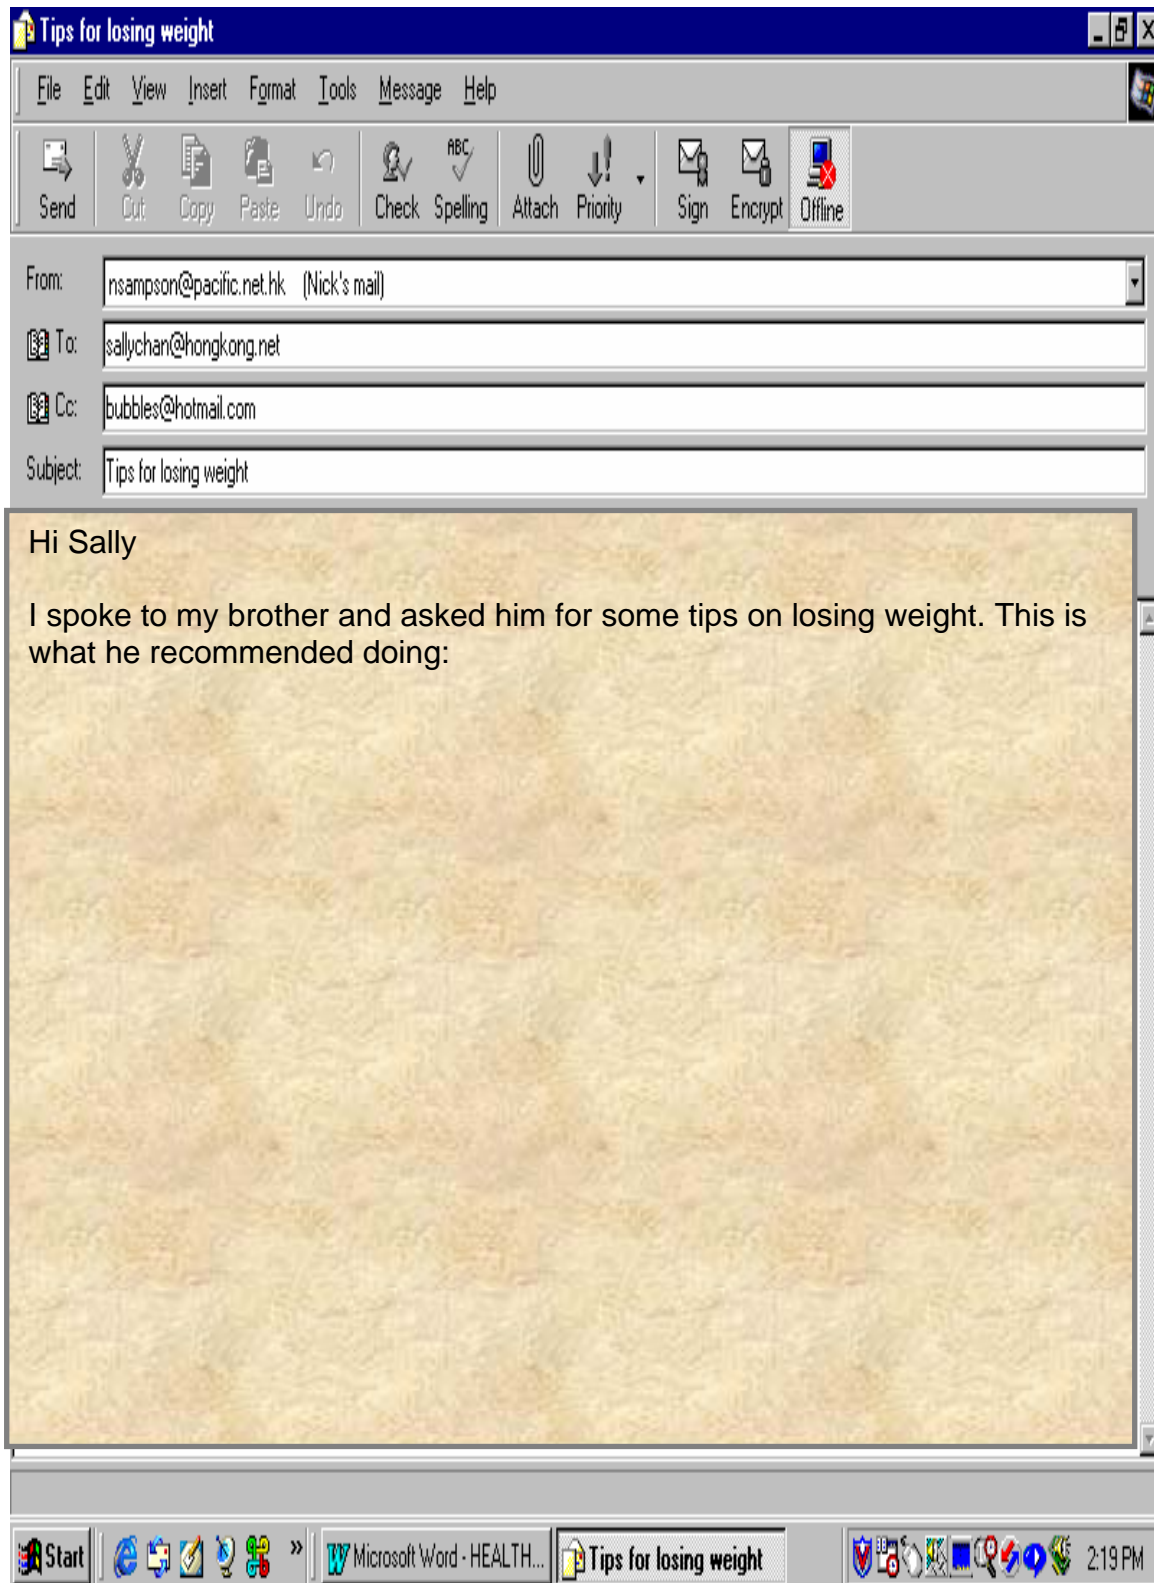 Tips for losing weight
File Edit View Insert Format Tools Message Help
ABC
Send Cut Copy Paste Undo Check Spelling Attach Priority Sign Encrypt Offline
From: nsampson@pacific.net.hk (Nick's mail)
To: sallychan@hongkong.net
Cc: bubbles@hotmail.com
Subject: Tips for losing weight
Hi Sally
I spoke to my brother and asked him for some tips on losing weight. This is
what he recommended doing:
Start » Microsoft Word - HEALTH... Tips for losing weight 2:19 PM